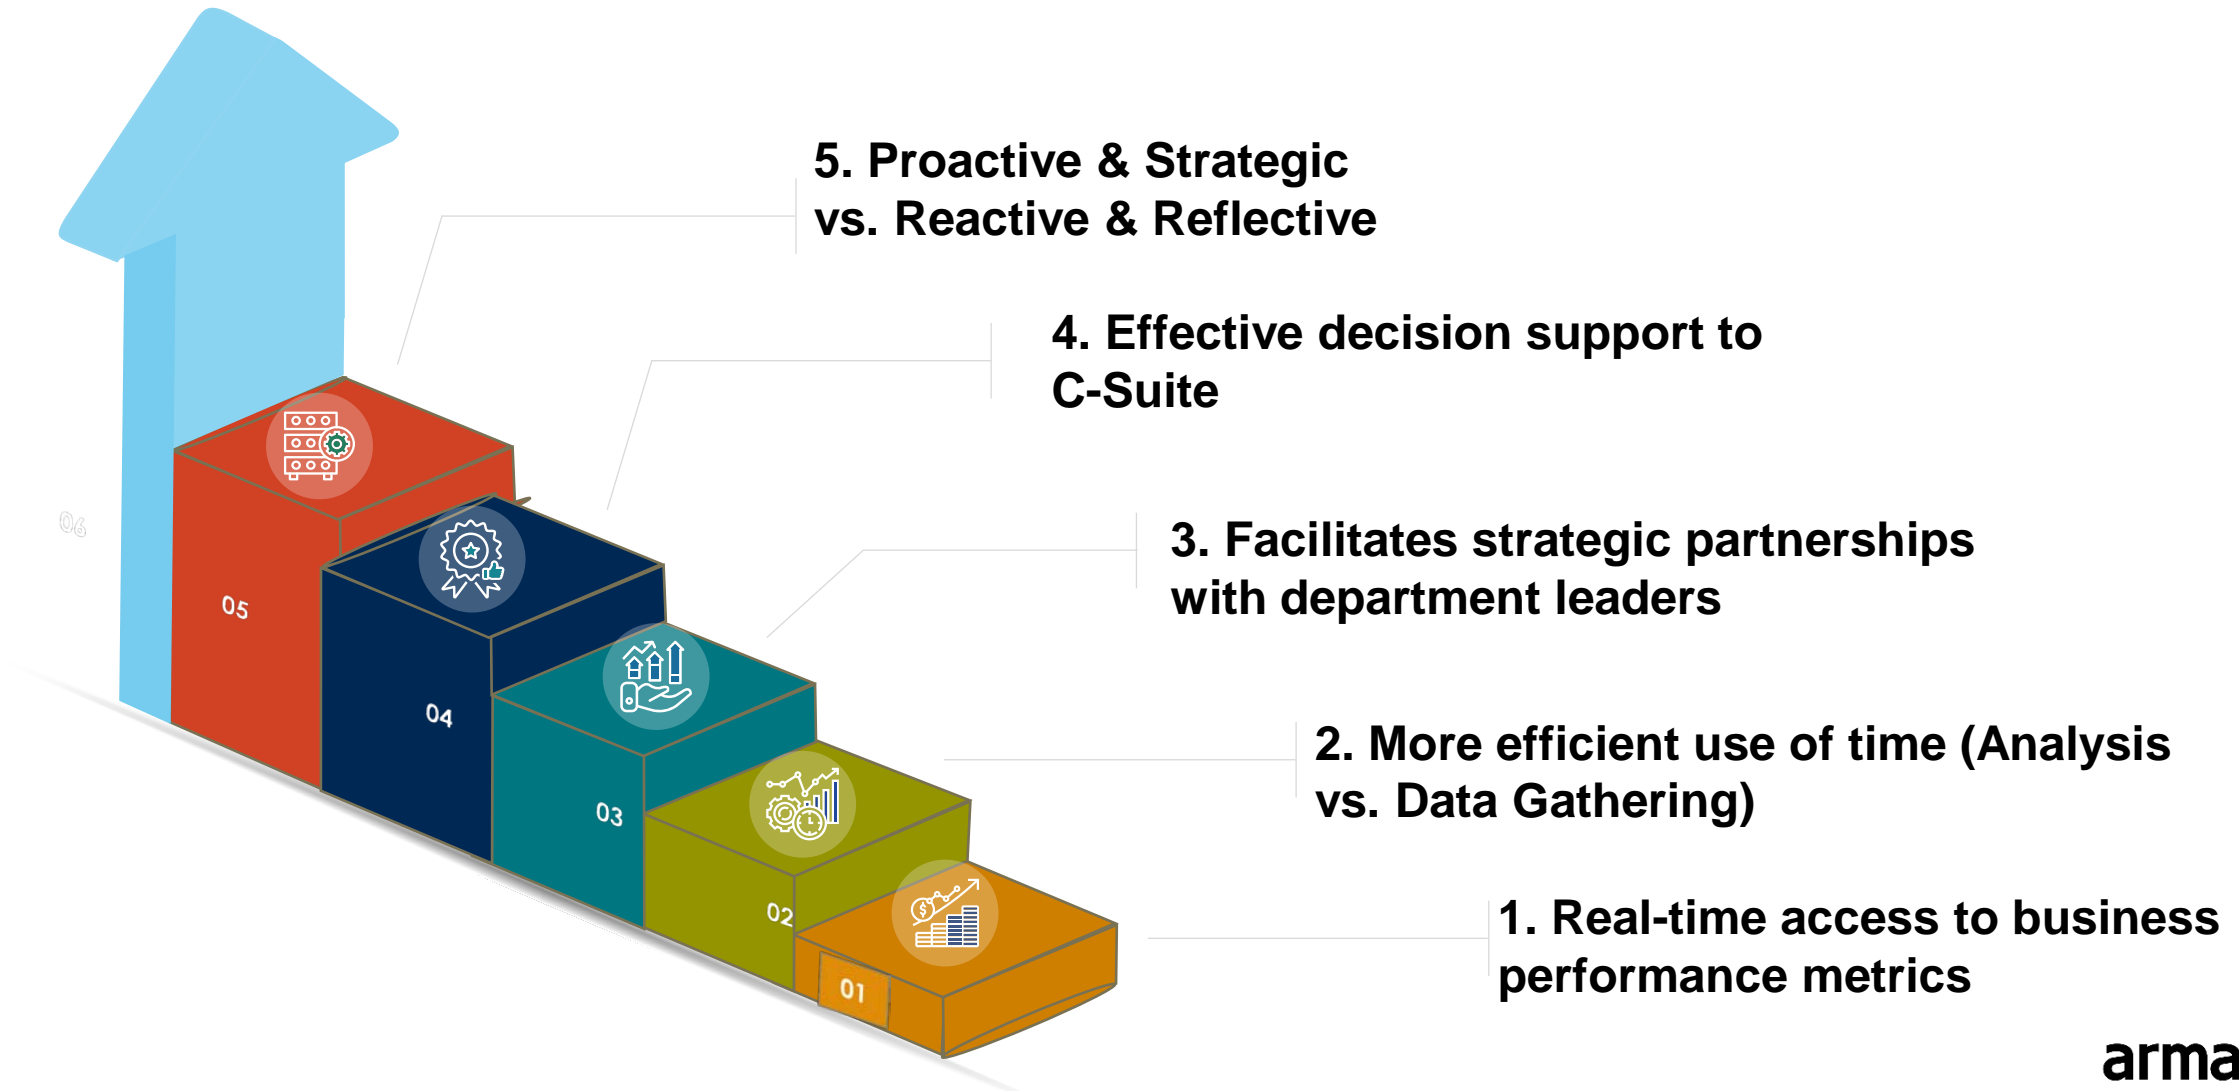 5. Proactive & Strategic
vs. Reactive & Reflective
4. Effective decision support to
C-Suite
3. Facilitates strategic partnerships
with department leaders
2. More efficient use of time (Analysis
vs. Data Gathering)
1. Real-time access to business
performance metrics
06
05
04
03
02
01
$
arma